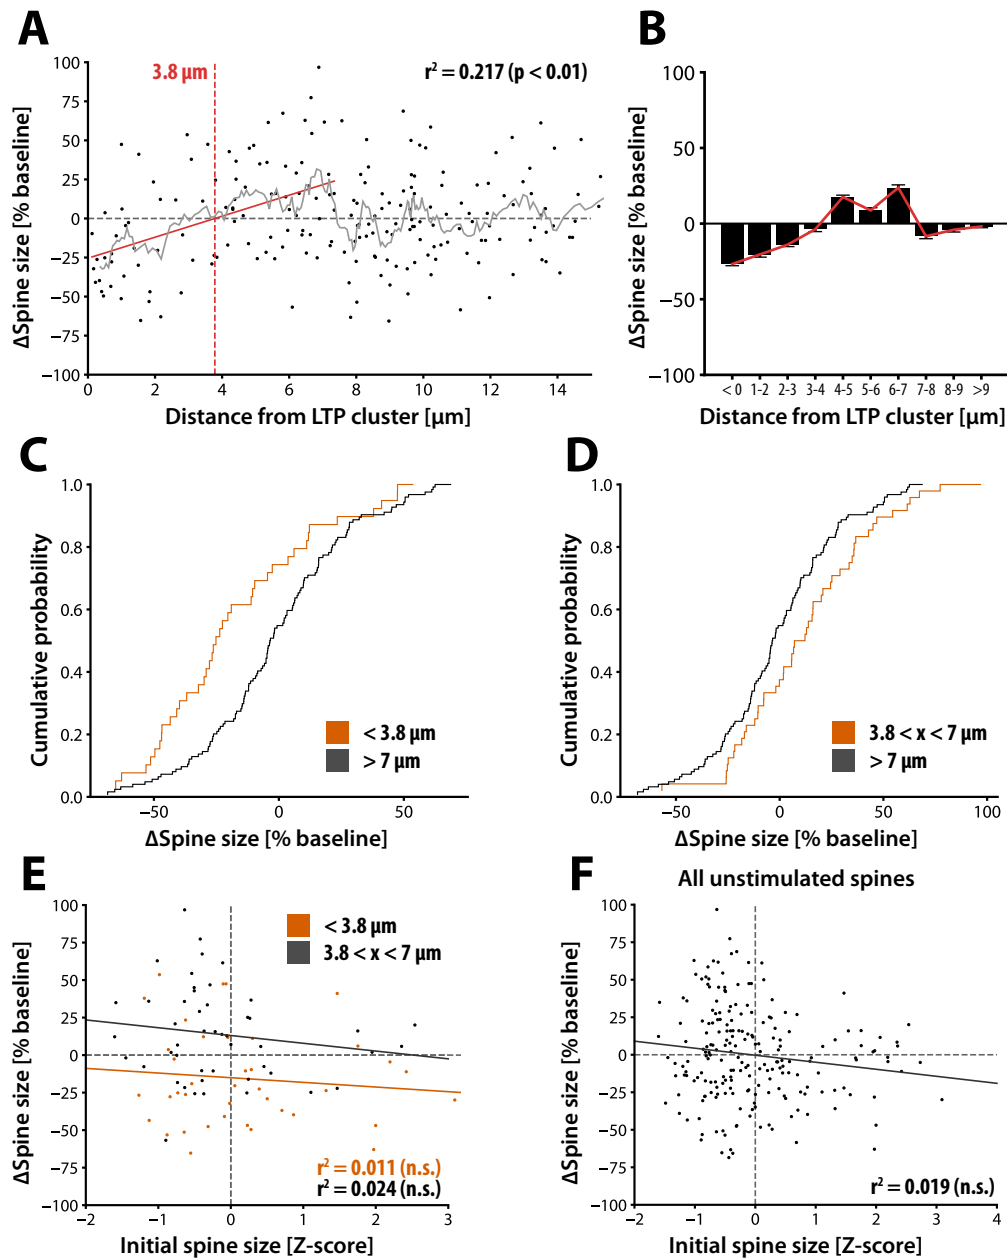 A
3.8 µm
r² = 0.217 (p < 0.01)
ΔSpine size [% baseline]
100
75
50
25
0
−25
−50
−75
−100
0 2 4 6 8 10 12 14
Distance from LTP cluster [µm]
B
ΔSpine size [% baseline]
100
50
0
−50
−100
< 0 1-2 2-3 3-4 4-5 5-6 6-7 7-8 8-9 >9
Distance from LTP cluster [µm]
C
Cumulative probability
1.0
0.8
0.6
0.4
0.2
0.0
< 3.8 µm
> 7 µm
−50 0 50
ΔSpine size [% baseline]
D
Cumulative probability
1.0
0.8
0.6
0.4
0.2
0.0
3.8 < x < 7 µm
> 7 µm
−50 0 50 100
ΔSpine size [% baseline]
E
< 3.8 µm
3.8 < x < 7 µm
ΔSpine size [% baseline]
100
75
50
25
0
−25
−50
−75
−100
r² = 0.011 (n.s.)
r² = 0.024 (n.s.)
−2 −1 0 1 2 3
Initial spine size [Z-score]
F
All unstimulated spines
ΔSpine size [% baseline]
100
75
50
25
0
−25
−50
−75
−100
r² = 0.019 (n.s.)
−2 −1 0 1 2 3 4
Initial spine size [Z-score]